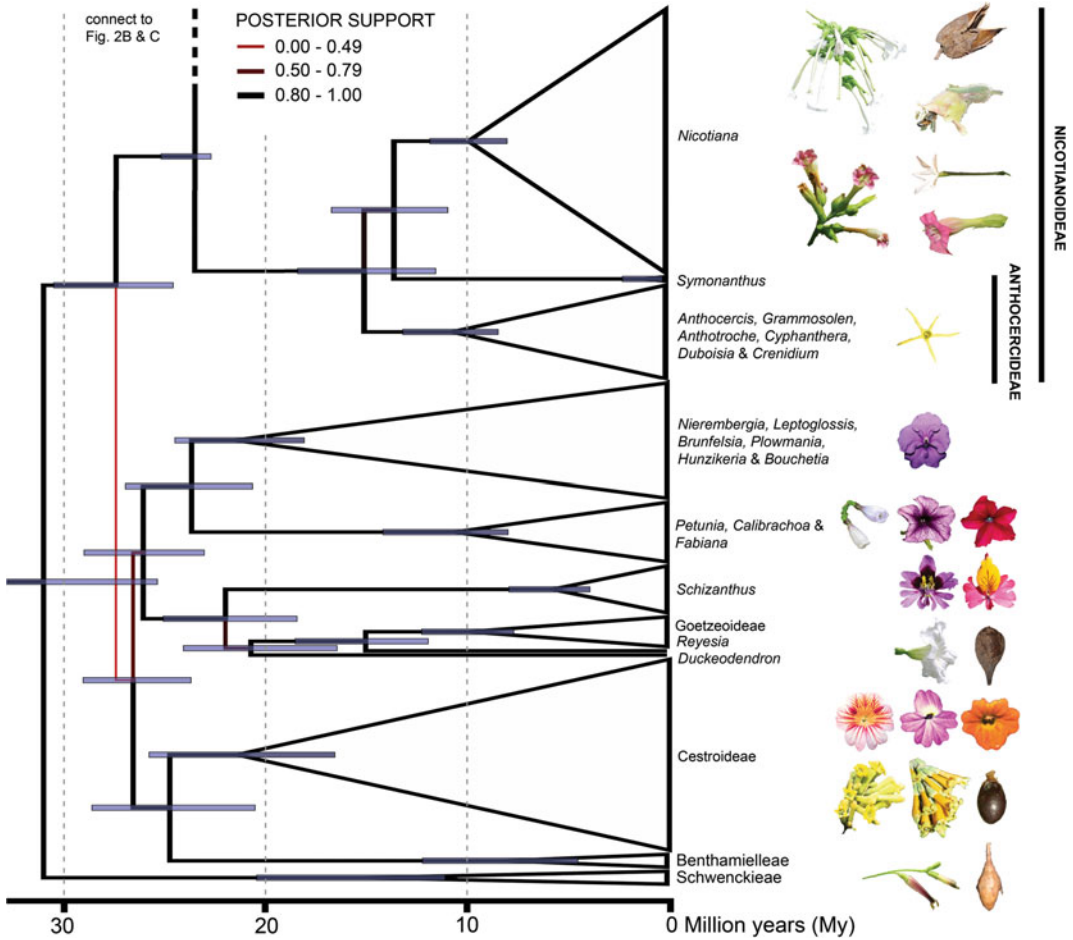 connect to
Fig. 2B & C
POSTERIOR SUPPORT
0.00 - 0.49
0.50 - 0.79
0.80 - 1.00
Nicotiana
Symonanthus
Anthocercis, Grammosolen,
Anthotroche, Cyphanthera,
Duboisia & Crenidium
NICOTIANOIDEAE
ANTHOCERCIDEAE
Nierembergia, Leptoglossis,
Brunfelsia, Plowmania,
Hunzikeria & Bouchetia
Petunia, Calibrachoa &
Fabiana
Schizanthus
Goetzeoideae
Reyesia
Duckeodendron
Cestroideae
Benthamielleae
Schwenckieae
30 20 10 0 Million years (My)